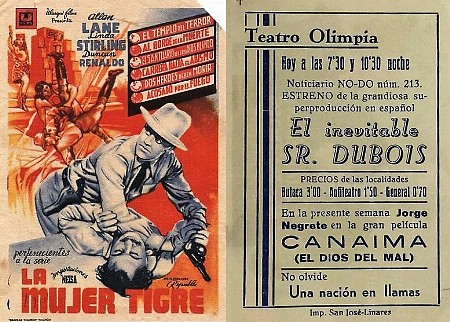 Presenta
Allan
LANE
Linda
STIRLING
Duncan
RENALDO
EL TEMPLO DEL TERROR
AL BORDE DE LA MUERTE
DOS HEROES DEBEN MORIR
ACOSADO POR EL FUEGO
pertenecientes
a la serie
LA
MUJER TIGRE
Republic
Teatro Olimpia
Hoy a las 7'30 y 10'30 noche
Noticiario NO-DO núm. 213.
ESTRENO de la grandiosa su-
perproducción en español
El inevitable
SR. DUBOIS
PRECIOS de las localidades
Butaca 3'00 - Anfiteatro 1'50 - General 0'70
En la presente semana Jorge
Negrete en la gran película
CANAIMA
(EL DIOS DEL MAL)
No olvide
Una nación en llamas
Imp. San José-Linares